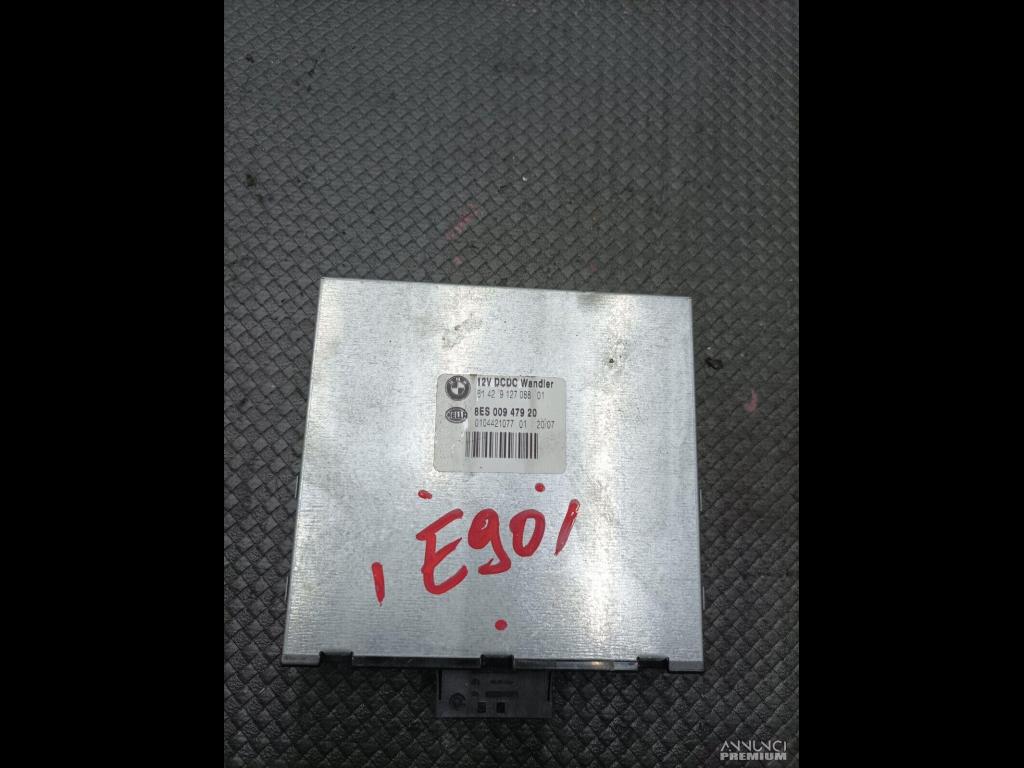 12V DCDC Wandler
61 42 9 127 088 01
HELLA
8ES 009 479 20
0104421077 01 20/07
E90
ANNUNCI
PREMIUM